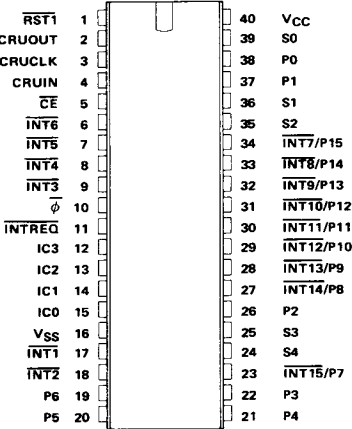 RST1 1 40 VCC
CRUOUT 2 39 S0
CRUCLK 3 38 P0
CRUIN 4 37 P1
CE 5 36 S1
INT6 6 35 S2
INT5 7 34 INT7/P15
INT4 8 33 INT8/P14
INT3 9 32 INT9/P13
ϕ 10 31 INT10/P12
INTREQ 11 30 INT11/P11
IC3 12 29 INT12/P10
IC2 13 28 INT13/P9
IC1 14 27 INT14/P8
IC0 15 26 P2
VSS 16 25 S3
INT1 17 24 S4
INT2 18 23 INT15/P7
P6 19 22 P3
P5 20 21 P4